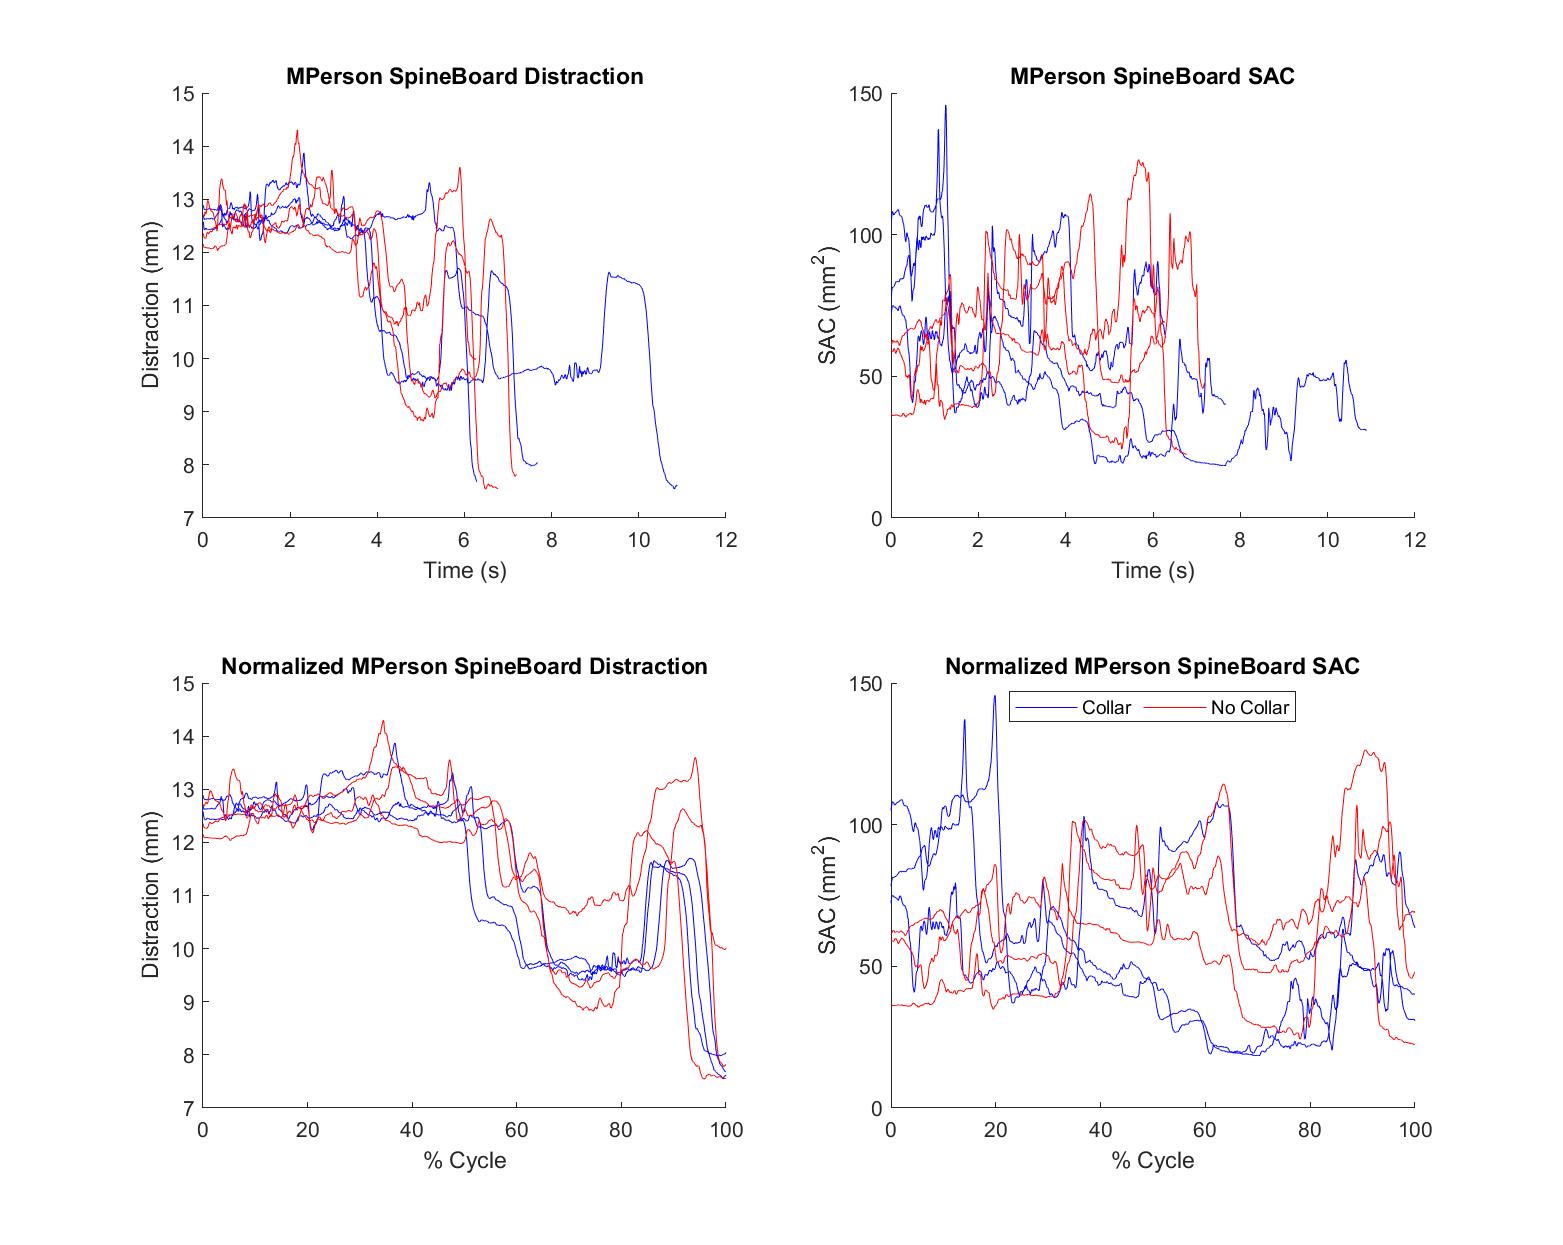 MPerson SpineBoard Distraction
15
14
13
12
11
10
9
8
7
Distraction (mm)
0 2 4 6 8 10 12
Time (s)
MPerson SpineBoard SAC
150
100
50
0
SAC (mm²)
0 2 4 6 8 10 12
Time (s)
Normalized MPerson SpineBoard Distraction
15
14
13
12
11
10
9
8
7
Distraction (mm)
0 20 40 60 80 100
% Cycle
Normalized MPerson SpineBoard SAC
Collar No Collar
150
100
50
0
SAC (mm²)
0 20 40 60 80 100
% Cycle